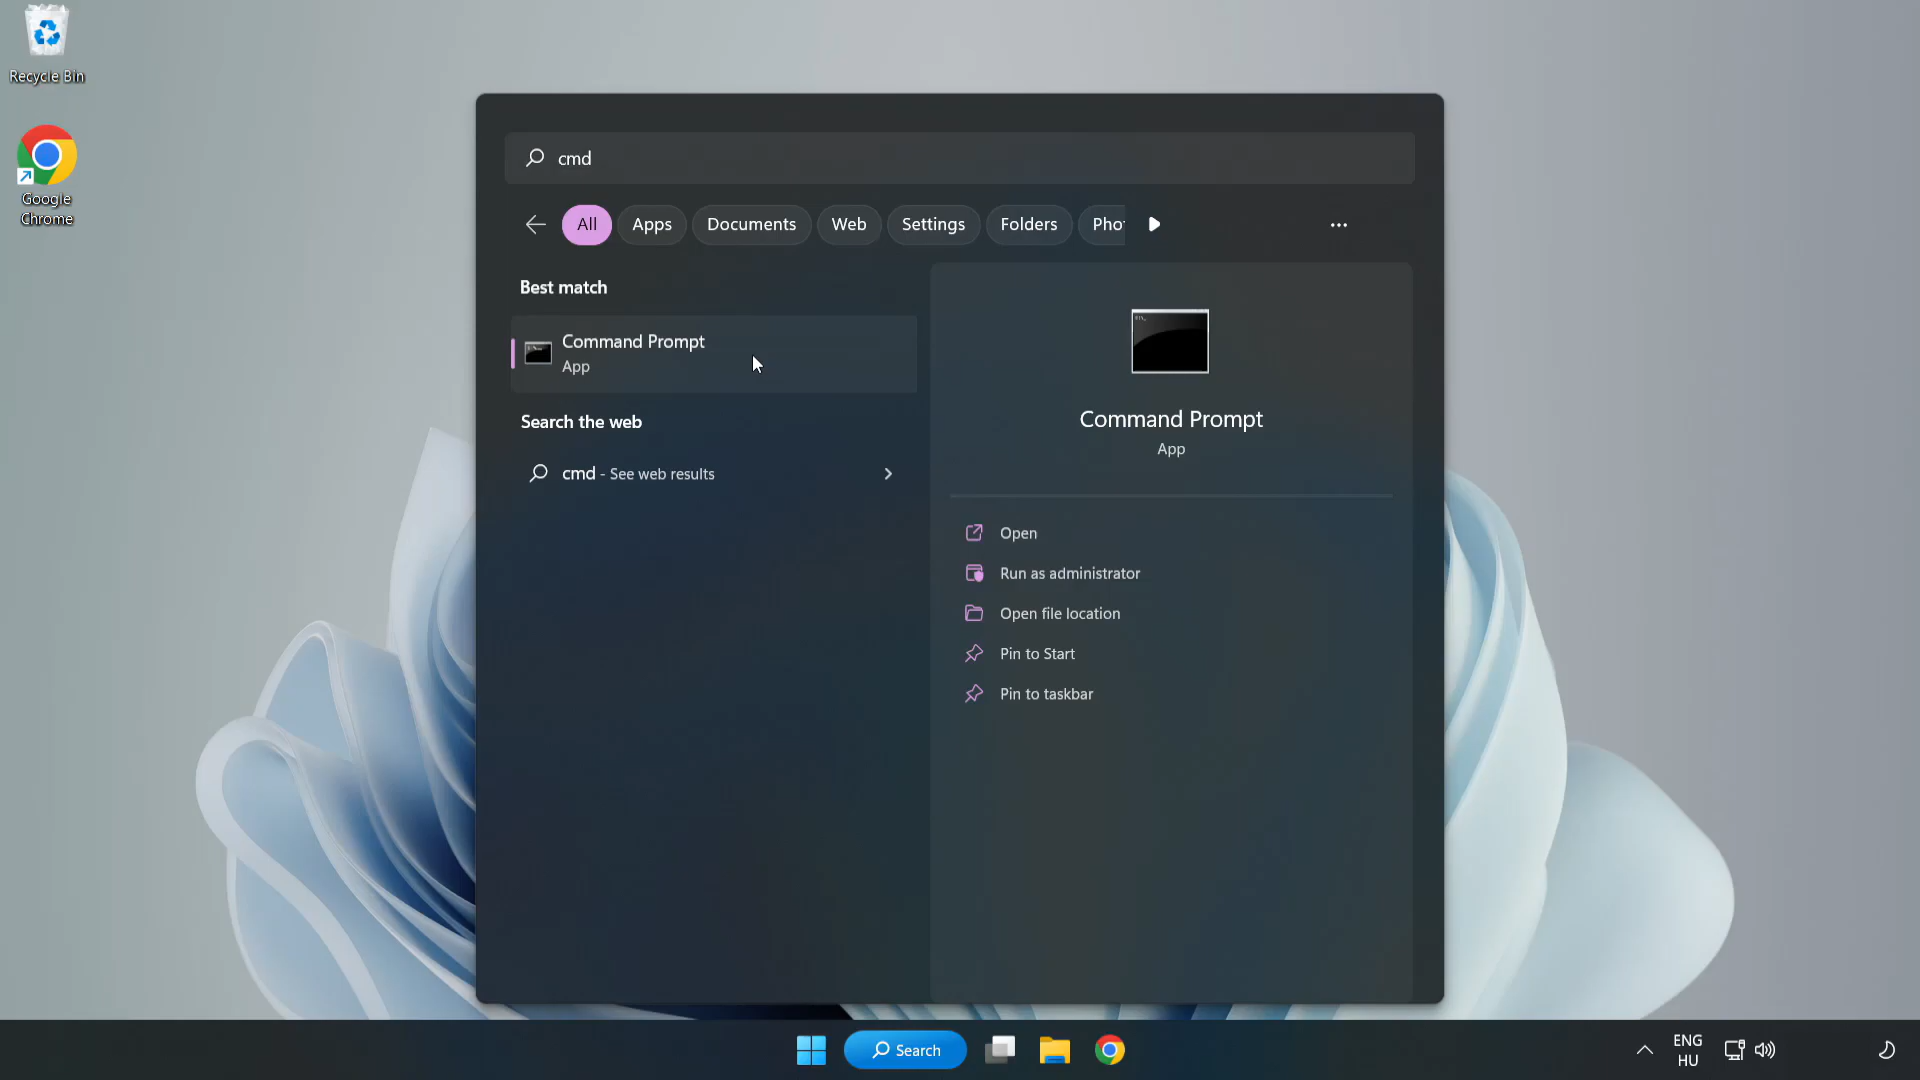 Recycle Bin
Google
Chrome
cmd
All
Apps
Documents
Web
Settings
Folders
Pho
Best match
Command Prompt
App
Search the web
cmd - See web results
Command Prompt
App
Open
Run as administrator
Open file location
Pin to Start
Pin to taskbar
Search
ENG
HU